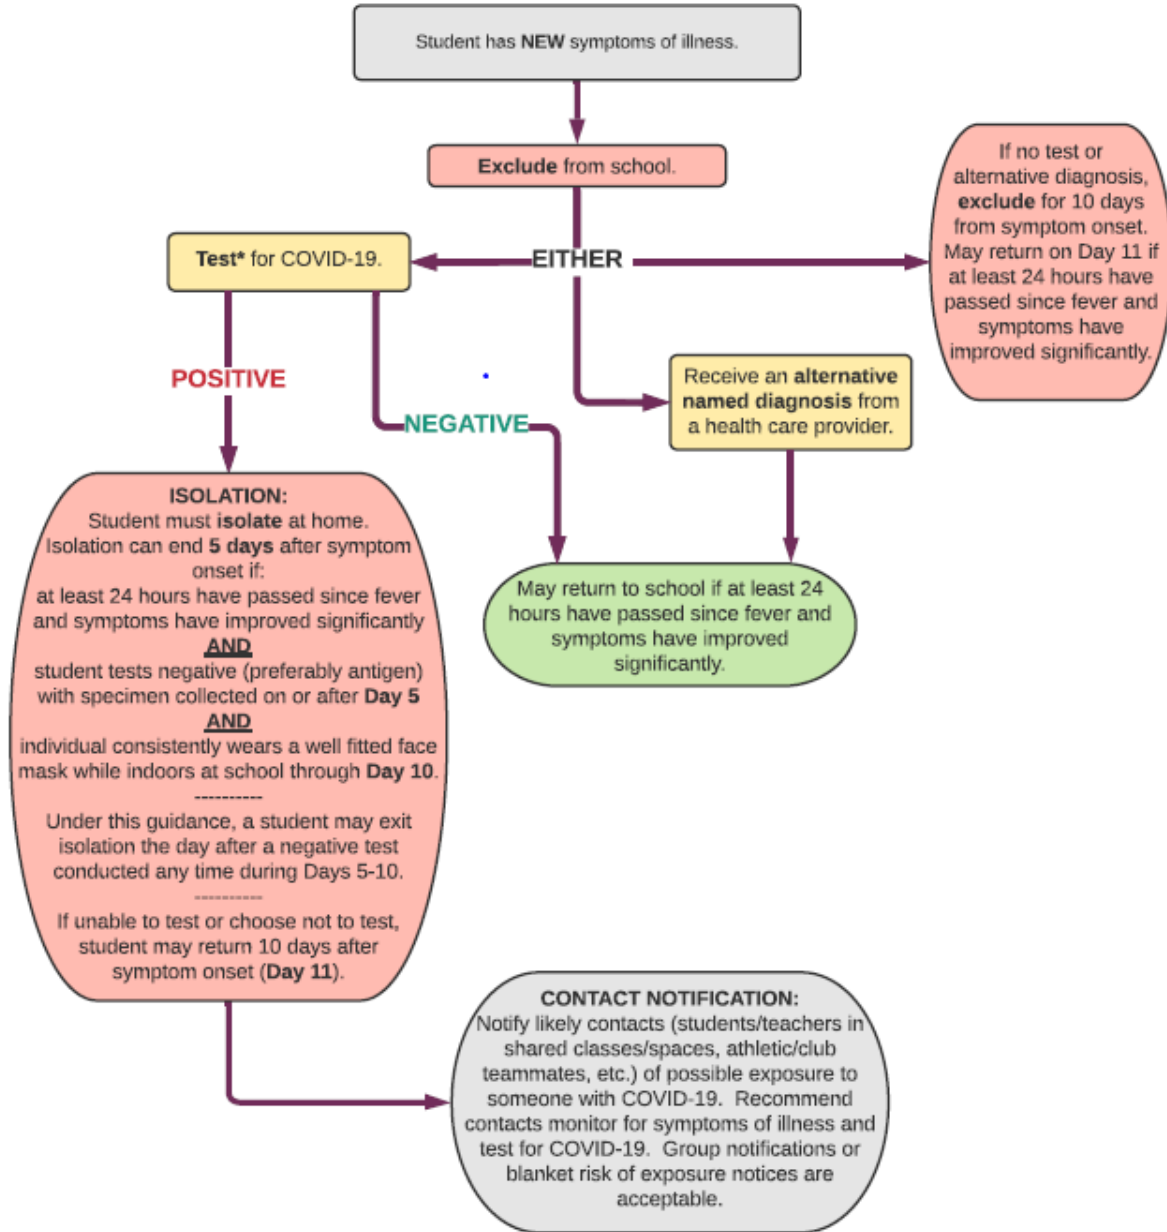 Student has NEW symptoms of illness.
Exclude from school.
If no test or
alternative diagnosis,
exclude for 10 days
from symptom onset.
May return on Day 11 if
at least 24 hours have
passed since fever and
symptoms have
improved significantly.
Test* for COVID-19.
EITHER
POSITIVE
Receive an alternative
named diagnosis from
a health care provider.
NEGATIVE
ISOLATION:
Student must isolate at home.
Isolation can end 5 days after symptom
onset if:
at least 24 hours have passed since fever
and symptoms have improved significantly
AND
student tests negative (preferably antigen)
with specimen collected on or after Day 5
AND
individual consistently wears a well fitted face
mask while indoors at school through Day 10.
----------
Under this guidance, a student may exit
isolation the day after a negative test
conducted any time during Days 5-10.
----------
If unable to test or choose not to test,
student may return 10 days after
symptom onset (Day 11).
May return to school if at least 24
hours have passed since fever and
symptoms have improved
significantly.
CONTACT NOTIFICATION:
Notify likely contacts (students/teachers in
shared classes/spaces, athletic/club
teammates, etc.) of possible exposure to
someone with COVID-19.  Recommend
contacts monitor for symptoms of illness and
test for COVID-19.  Group notifications or
blanket risk of exposure notices are
acceptable.